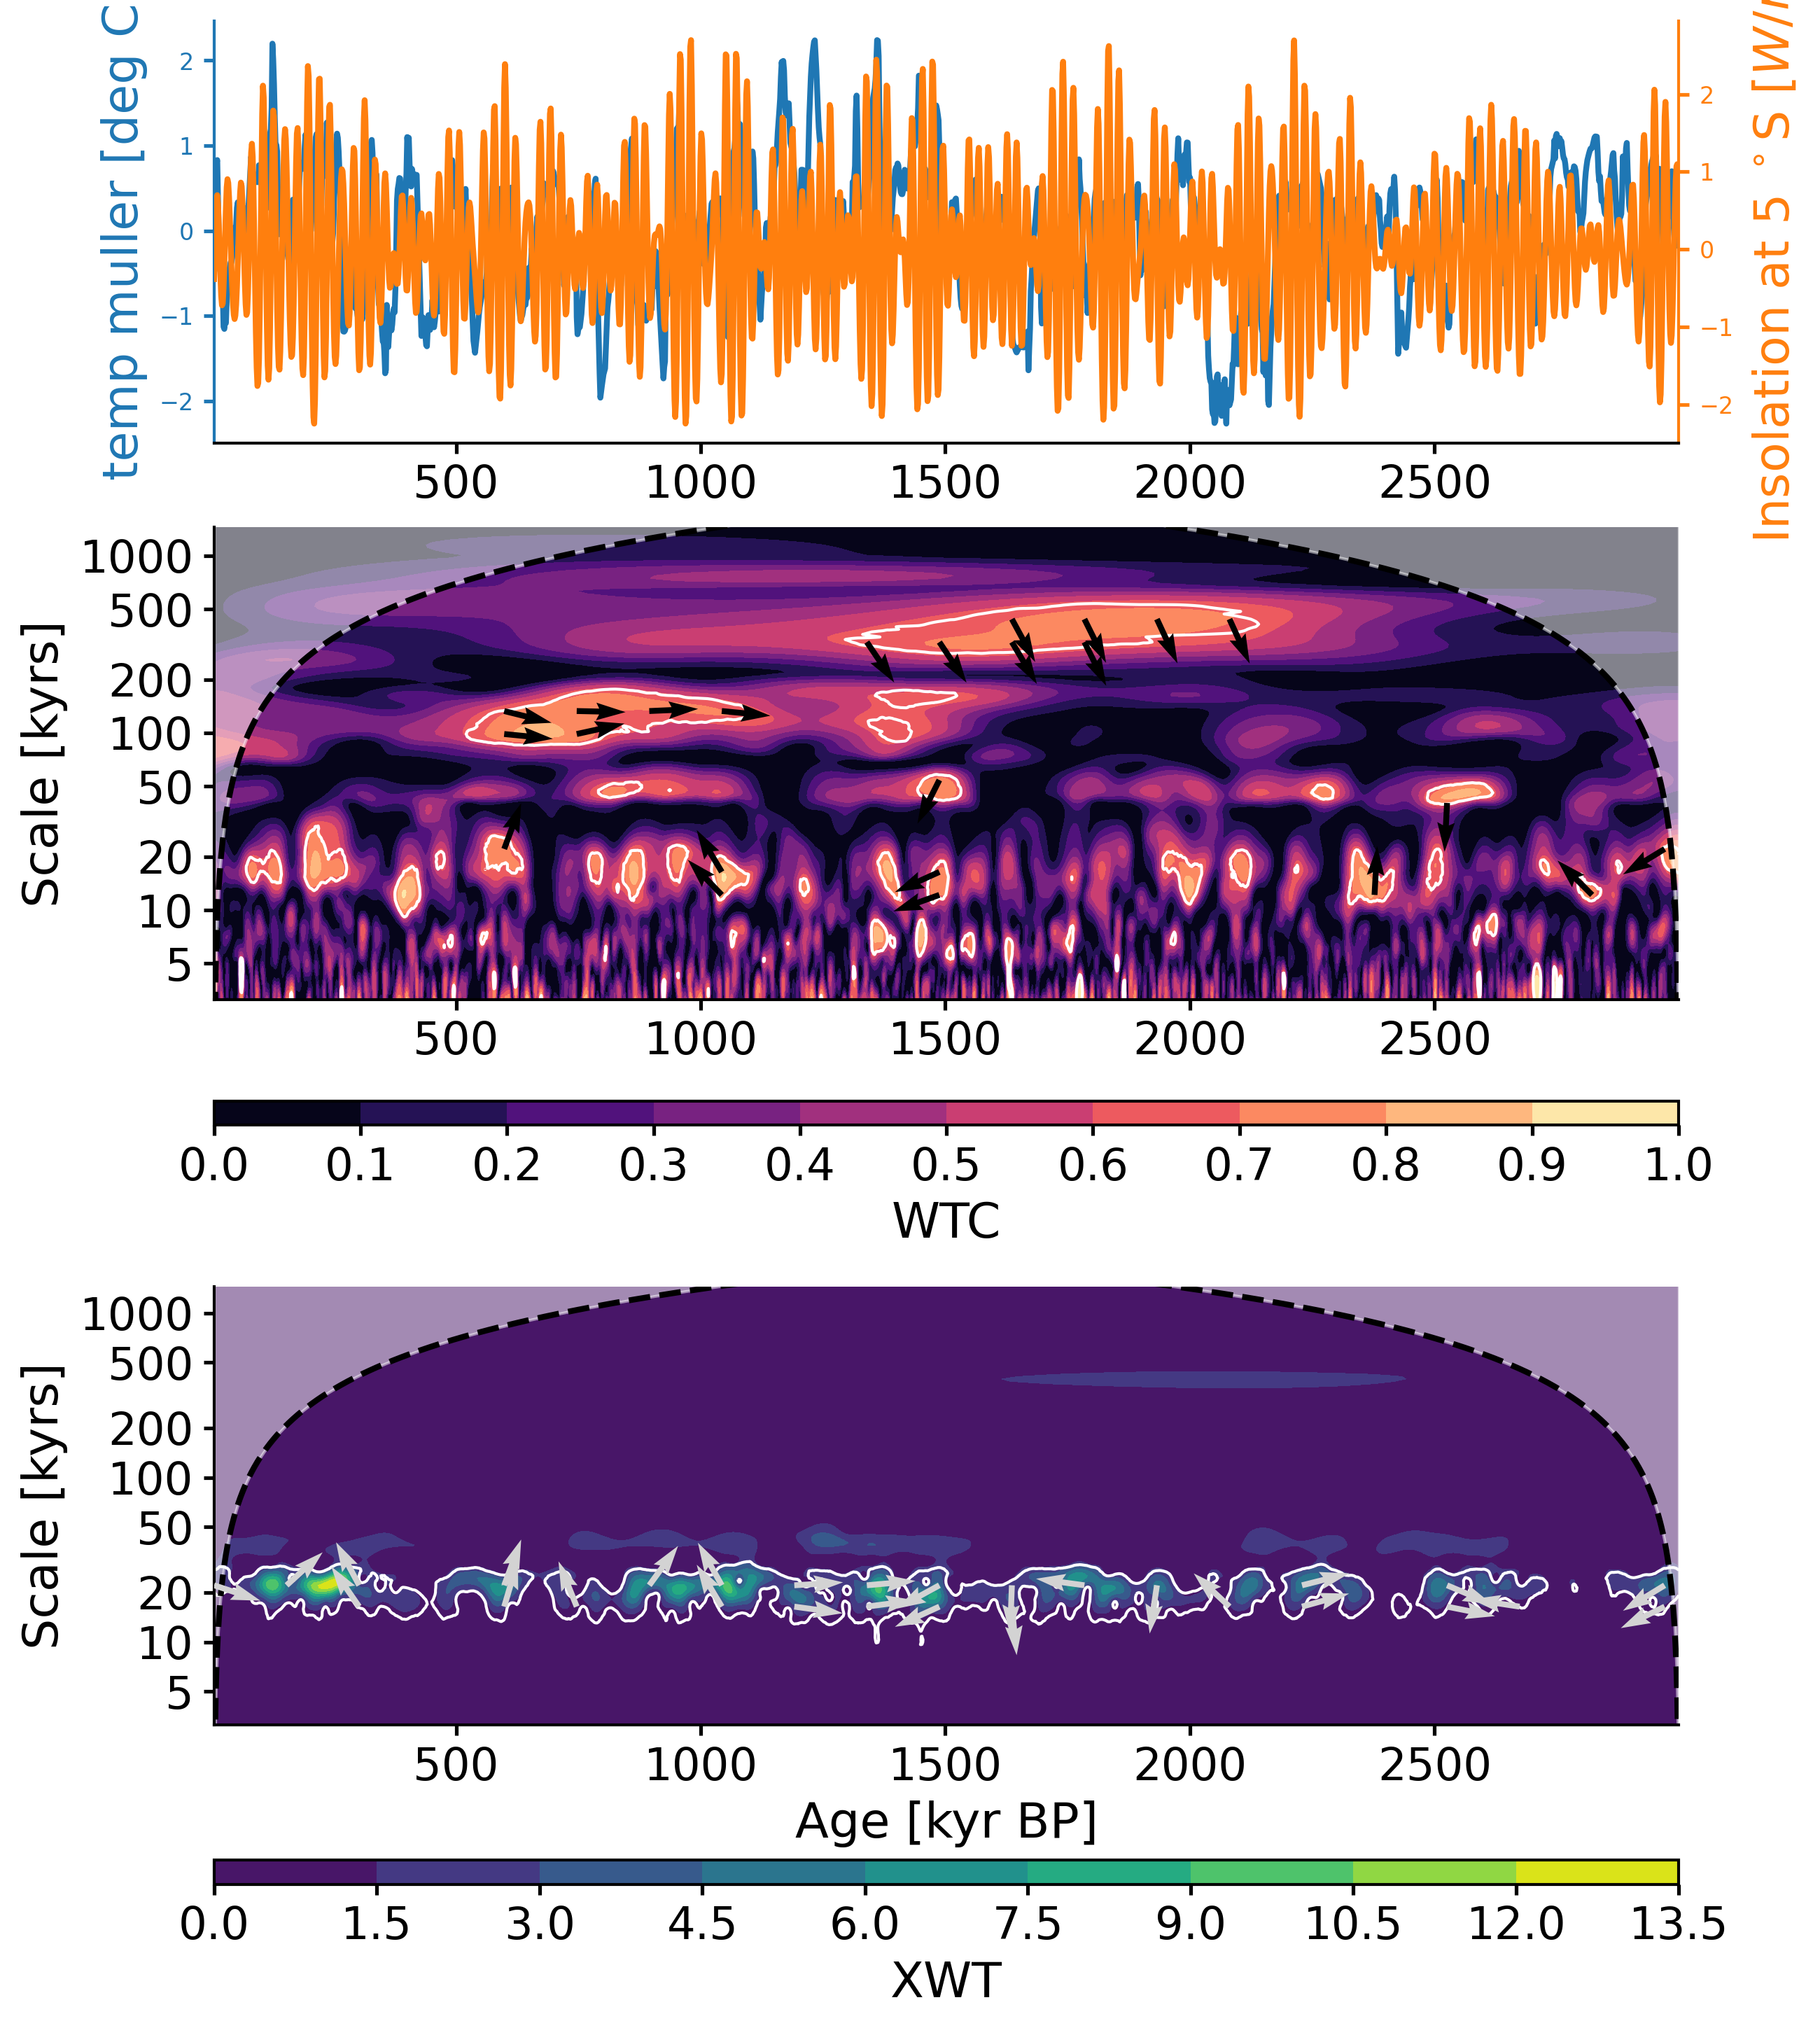 temp muller [deg C
2
1
0
−1
−2
2
1
0
−1
−2
Insolation at 5 ° S [W/
500 1000 1500 2000 2500
Scale [kyrs]
1000
500
200
100
50
20
10
5
500 1000 1500 2000 2500
0.0 0.1 0.2 0.3 0.4 0.5 0.6 0.7 0.8 0.9 1.0
WTC
Scale [kyrs]
1000
500
200
100
50
20
10
5
500 1000 1500 2000 2500
Age [kyr BP]
0.0 1.5 3.0 4.5 6.0 7.5 9.0 10.5 12.0 13.5
XWT